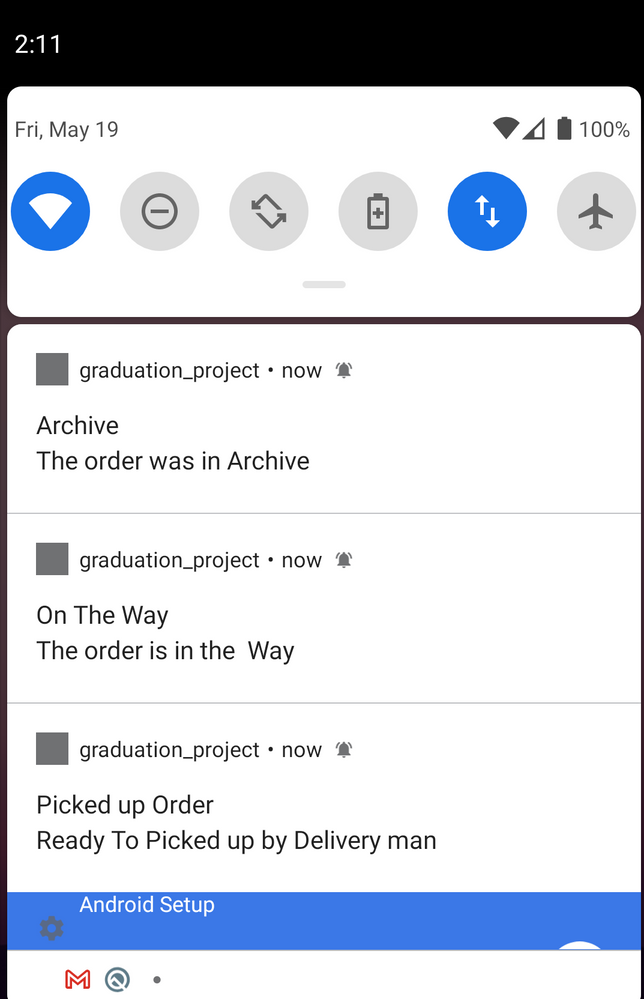 2:11
Fri, May 19 100%
graduation_project • now
Archive
The order was in Archive
graduation_project • now
On The Way
The order is in the  Way
graduation_project • now
Picked up Order
Ready To Picked up by Delivery man
Android Setup